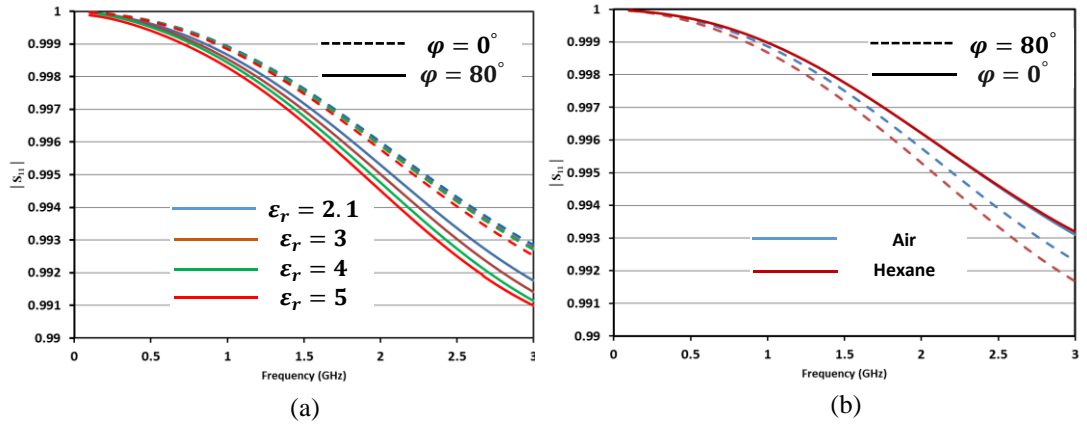 1
0.999
0.998
0.997
0.996
0.995
0.994
0.993
0.992
0.991
0.99
|S₁₁|
φ = 0°
φ = 80°
εr = 2.1
εr = 3
εr = 4
εr = 5
0 0.5 1 1.5 2 2.5 3
Frequency (GHz)
(a)
1
0.999
0.998
0.997
0.996
0.995
0.994
0.993
0.992
0.991
0.99
|S₁₁|
φ = 80°
φ = 0°
Air
Hexane
0 0.5 1 1.5 2 2.5 3
Frequency (GHz)
(b)